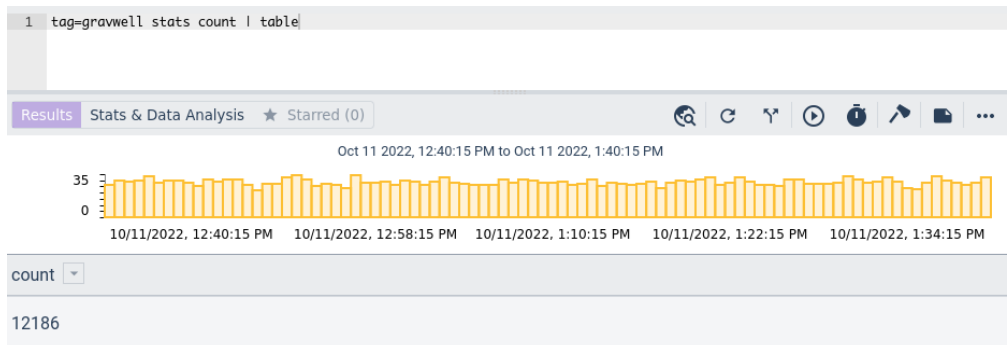 1 tag=gravwell stats count | table
Results Stats & Data Analysis Starred (0)
Oct 11 2022, 12:40:15 PM to Oct 11 2022, 1:40:15 PM
35
0
10/11/2022, 12:40:15 PM 10/11/2022, 12:58:15 PM 10/11/2022, 1:10:15 PM 10/11/2022, 1:22:15 PM 10/11/2022, 1:34:15 PM
count
12186